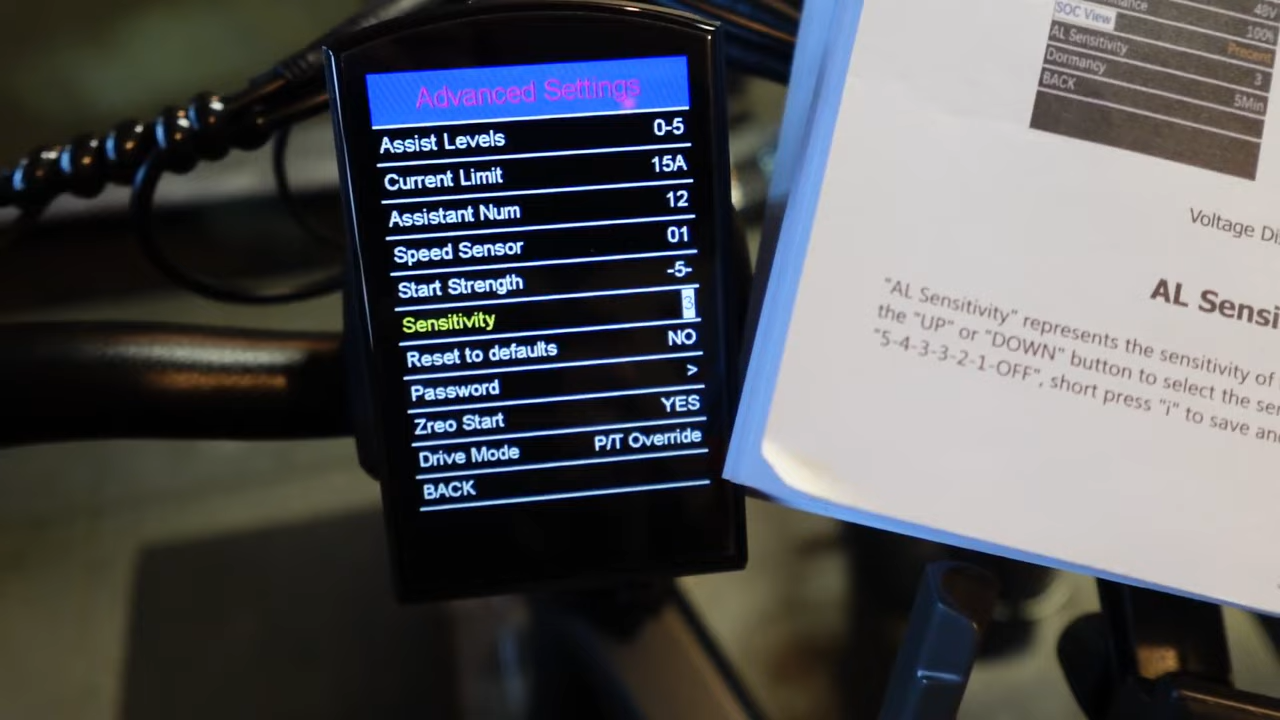 Advanced Settings
Assist Levels 0-5
Current Limit 15A
Assistant Num 12
Speed Sensor 01
Start Strength -5-
Sensitivity 3
Reset to defaults NO
Password >
Zreo Start YES
Drive Mode P/T Override
BACK
48V
SOC View 100%
AL Sensitivity Precent
Dormancy 3
BACK 5Min
Voltage
AL
"AL Sensitivity" represents the sensitivity of
the "UP" or "DOWN" button to select the
"5-4-3-3-2-1-OFF", short press "i" to save